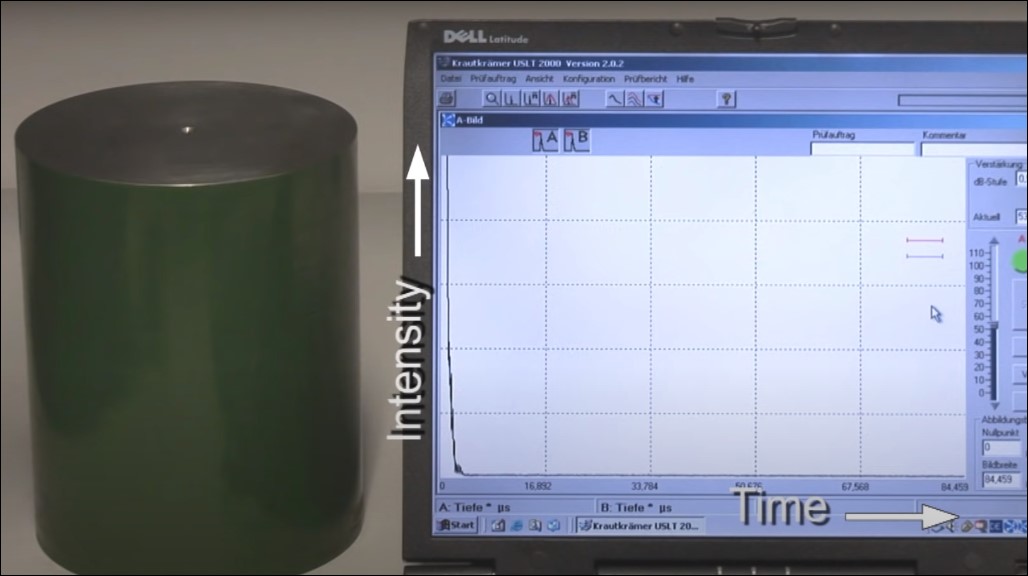 DELL Latitude
Krautkrämer USLT 2000 Version 2.0.2
Datei Prüfauftrag Ansicht Konfiguration Prüfbericht Hilfe
A-Bild
A B
Prüfauftrag Kommentar
Verstärkung
dB-Stufe
Aktuell
110
100
90
80
70
60
50
40
30
20
10
0
Intensity
Nullpunkt
0
Bildbreite
84,459
0 16,892 33,784 50,676 67,568 84,459
A: Tiefe * µs B: Tiefe * µs
Time
Start Krautkrämer USLT 20...